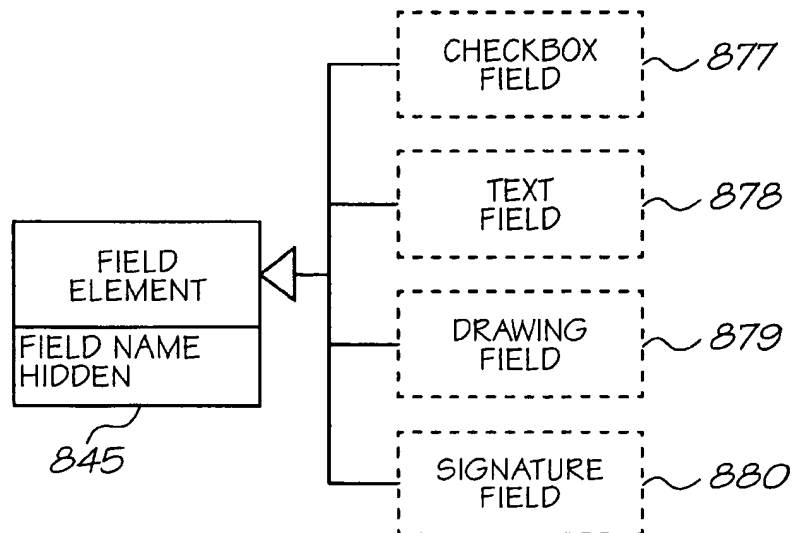 CHECKBOX
FIELD
877
TEXT
FIELD
878
FIELD
ELEMENT
FIELD NAME
HIDDEN
845
DRAWING
FIELD
879
SIGNATURE
FIELD
880